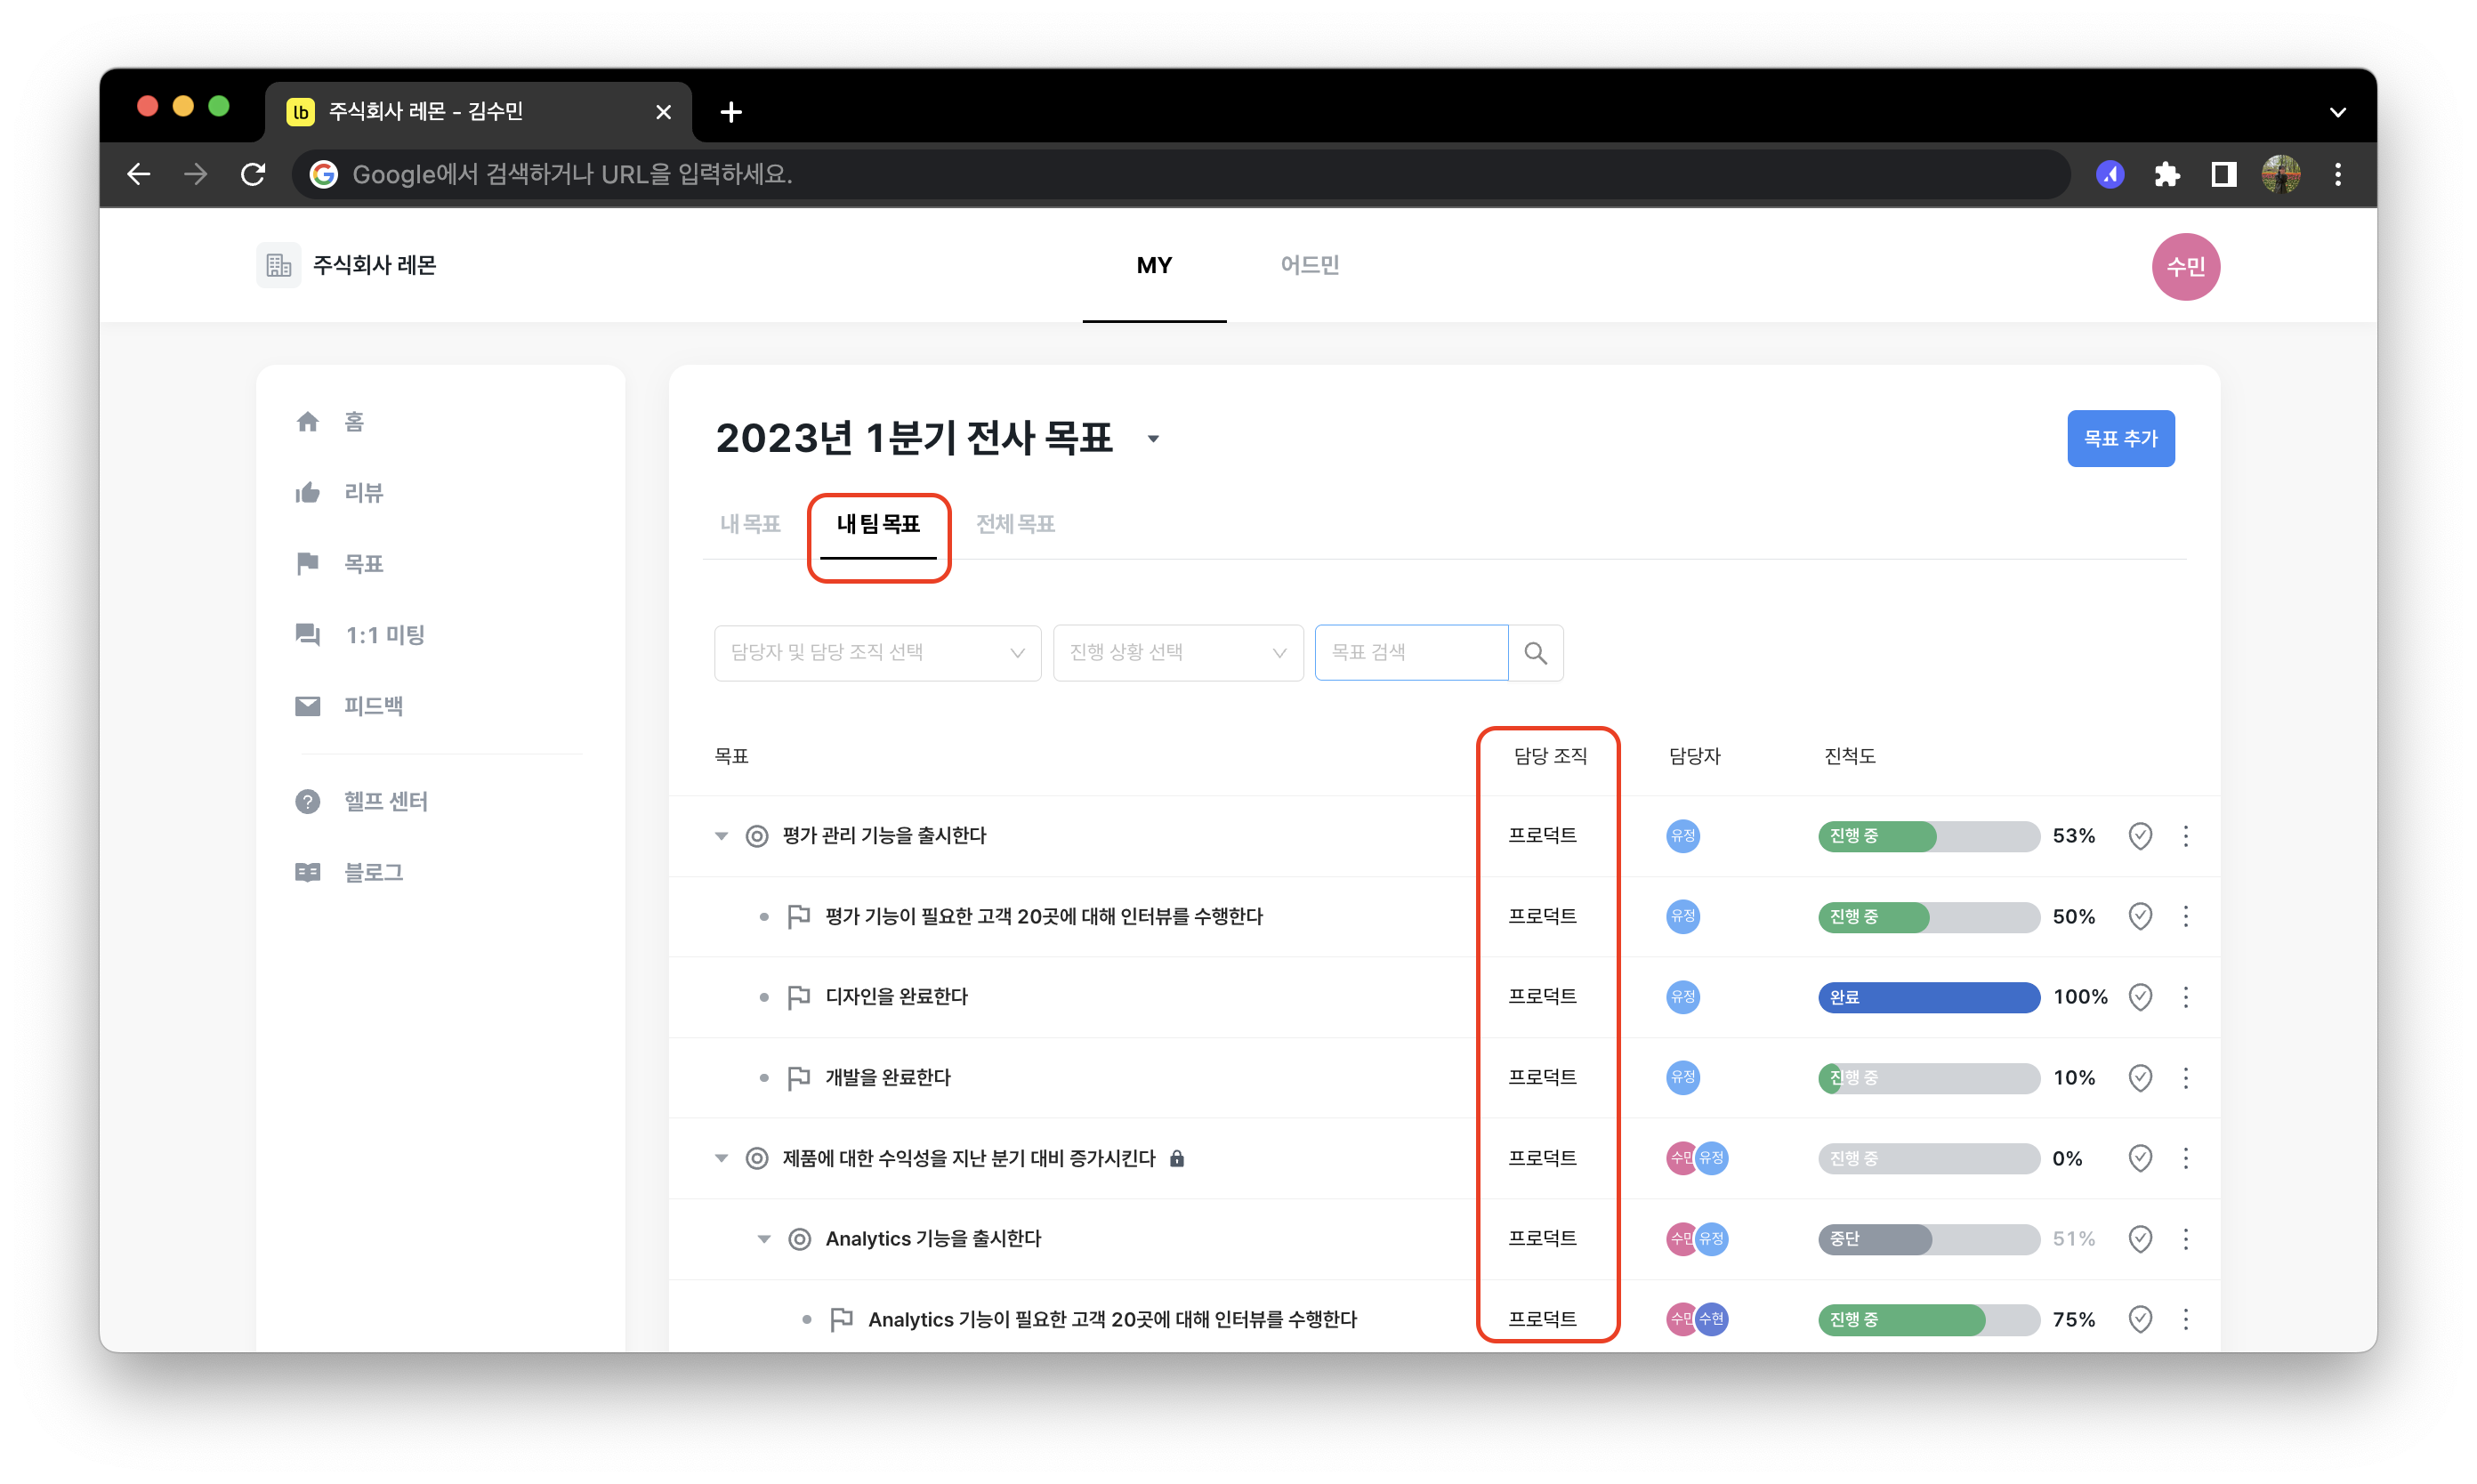 lb 주식회사 레몬 - 김수민
Google에서 검색하거나 URL을 입력하세요.
주식회사 레몬
MY 어드민
수민
홈
리뷰
목표
1:1 미팅
피드백
헬프 센터
블로그
2023년 1분기 전사 목표
목표 추가
내 목표 내 팀 목표 전체 목표
담당자 및 담당 조직 선택 진행 상황 선택 목표 검색
목표 담당 조직 담당자 진척도
평가 관리 기능을 출시한다 프로덕트 유정 진행 중 53%
평가 기능이 필요한 고객 20곳에 대해 인터뷰를 수행한다 프로덕트 유정 진행 중 50%
디자인을 완료한다 프로덕트 유정 완료 100%
개발을 완료한다 프로덕트 유정 진행 중 10%
제품에 대한 수익성을 지난 분기 대비 증가시킨다 프로덕트 수민 유정 진행 중 0%
Analytics 기능을 출시한다 프로덕트 수민 유정 중단 51%
Analytics 기능이 필요한 고객 20곳에 대해 인터뷰를 수행한다 프로덕트 수민 수현 진행 중 75%